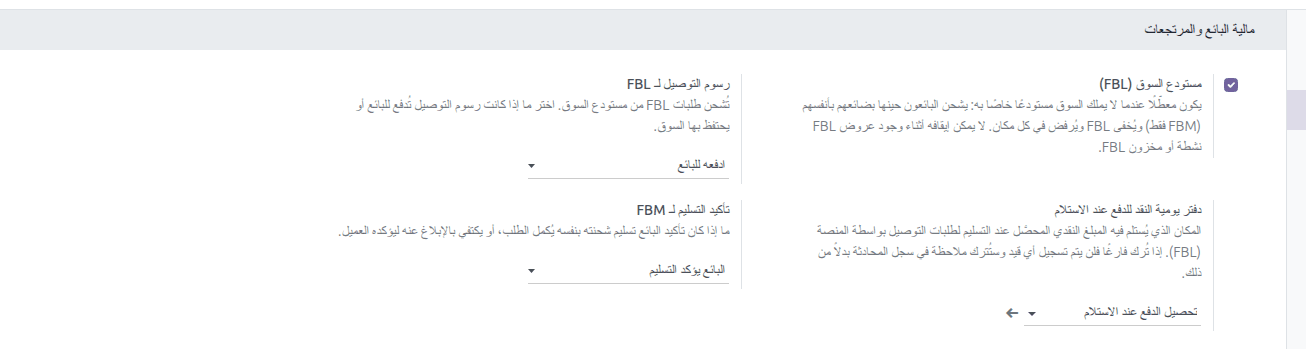 مالية البائع والمرتجعات
مستودع السوق (FBL)
يكون معطّلًا عندما لا يملك السوق مستودعًا خاصًا به: يشحن البائعون حينها بضائعهم بأنفسهم
(FBM فقط) ويُخفى FBL ويُرفض في كل مكان. لا يمكن إيقافه أثناء وجود عروض FBL
نشطة أو مخزون FBL.
رسوم التوصيل لـ FBL
تُشحن طلبات FBL من مستودع السوق. اختر ما إذا كانت رسوم التوصيل تُدفع للبائع أو
يحتفظ بها السوق.
ادفعه للبائع
دفتر يومية النقد للدفع عند الاستلام
المكان الذي يُستلم فيه المبلغ النقدي المحصّل عند التسليم لطلبات التوصيل بواسطة المنصة
(FBL). إذا تُرك فارغًا فلن يتم تسجيل أي قيد وستُترك ملاحظة في سجل المحادثة بدلاً من
ذلك.
تحصيل الدفع عند الاستلام
تأكيد التسليم لـ FBM
ما إذا كان تأكيد البائع تسليم شحنته بنفسه يُكمل الطلب، أو يكتفي بالإبلاغ عنه ليؤكده العميل.
البائع يؤكد التسليم